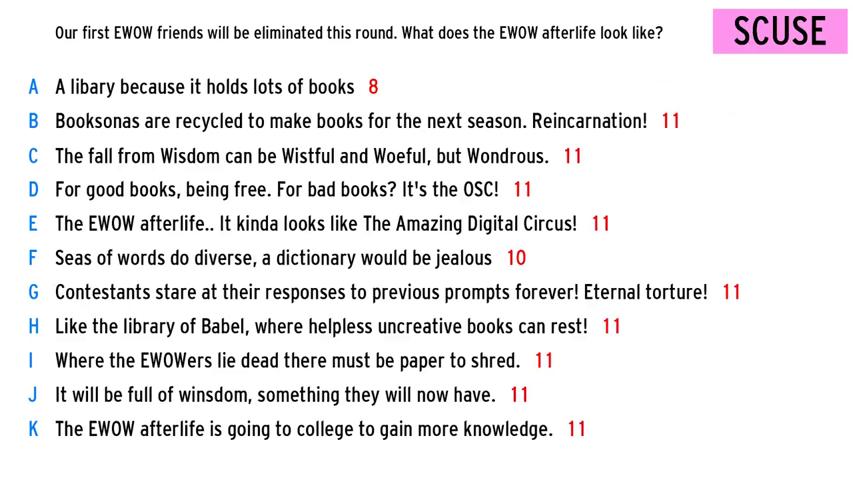 Our first EWOW friends will be eliminated this round. What does the EWOW afterlife look like?
SCUSE
A A libary because it holds lots of books 8
B Booksonas are recycled to make books for the next season. Reincarnation! 11
C The fall from Wisdom can be Wistful and Woeful, but Wondrous. 11
D For good books, being free. For bad books? It's the OSC! 11
E The EWOW afterlife.. It kinda looks like The Amazing Digital Circus! 11
F Seas of words do diverse, a dictionary would be jealous 10
G Contestants stare at their responses to previous prompts forever! Eternal torture! 11
H Like the library of Babel, where helpless uncreative books can rest! 11
I Where the EWOWers lie dead there must be paper to shred. 11
J It will be full of winsdom, something they will now have. 11
K The EWOW afterlife is going to college to gain more knowledge. 11